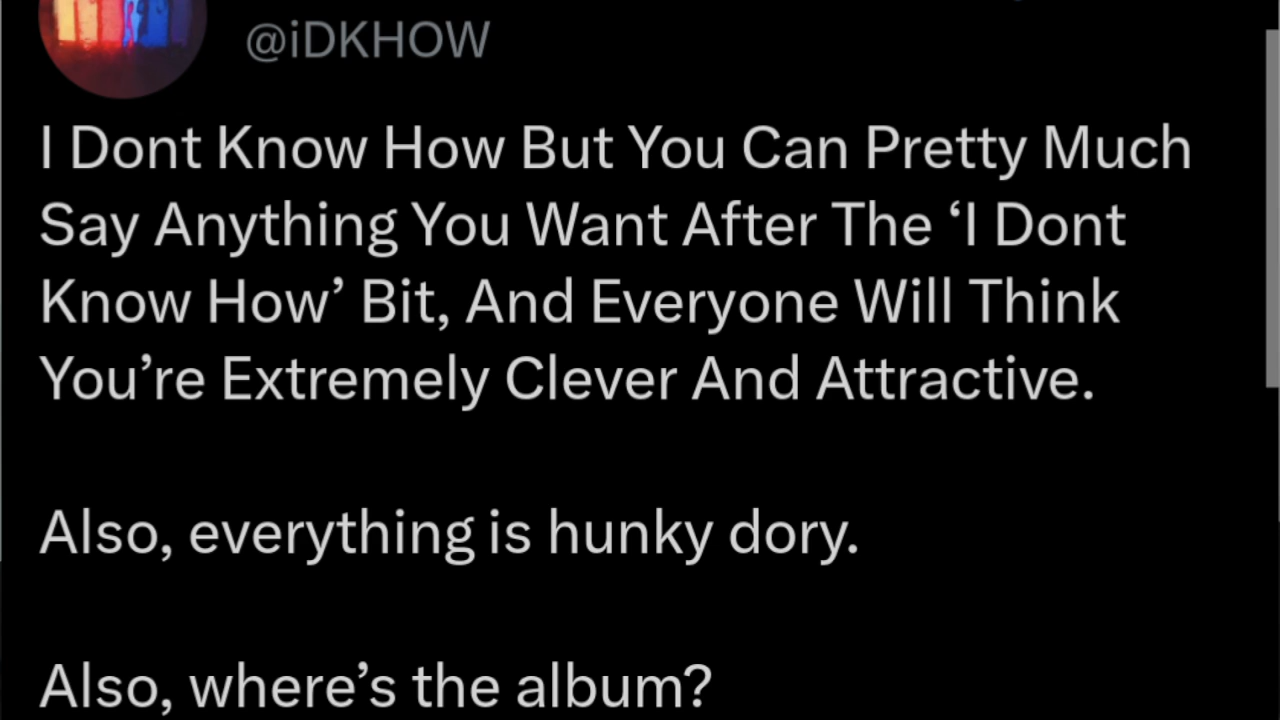 @iDKHOW
I Dont Know How But You Can Pretty Much
Say Anything You Want After The ‘I Dont
Know How’ Bit, And Everyone Will Think
You’re Extremely Clever And Attractive.
Also, everything is hunky dory.
Also, where’s the album?